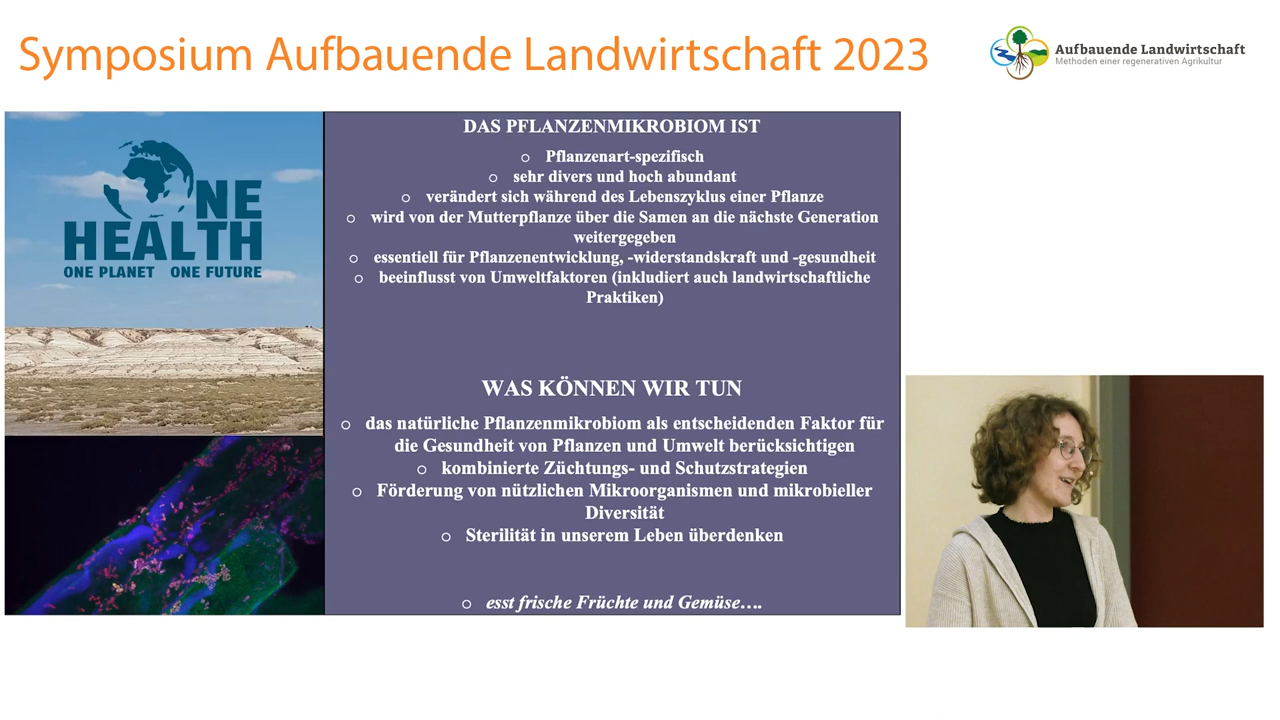 Symposium Aufbauende Landwirtschaft 2023
Aufbauende Landwirtschaft
Methoden einer regenerativen Agrikultur
ONE
HEALTH
ONE PLANET ONE FUTURE
DAS PFLANZENMIKROBIOM IST
o Pflanzenart-spezifisch
o sehr divers und hoch abundant
o verändert sich während des Lebenszyklus einer Pflanze
o wird von der Mutterpflanze über die Samen an die nächste Generation
weitergegeben
o essentiell für Pflanzenentwicklung, -widerstandskraft und -gesundheit
o beeinflusst von Umweltfaktoren (inkludiert auch landwirtschaftliche
Praktiken)
WAS KÖNNEN WIR TUN
o das natürliche Pflanzenmikrobiom als entscheidenden Faktor für
die Gesundheit von Pflanzen und Umwelt berücksichtigen
o kombinierte Züchtungs- und Schutzstrategien
o Förderung von nützlichen Mikroorganismen und mikrobieller
Diversität
o Sterilität in unserem Leben überdenken
o esst frische Früchte und Gemüse….